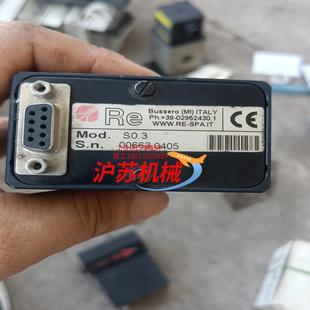 Re
Bussero (MI) ITALY
Ph.+39-02952430.1
WWW.RE-SPA.IT
CE
Mod. S0.3
S.n. 00663 0405
沪苏机械